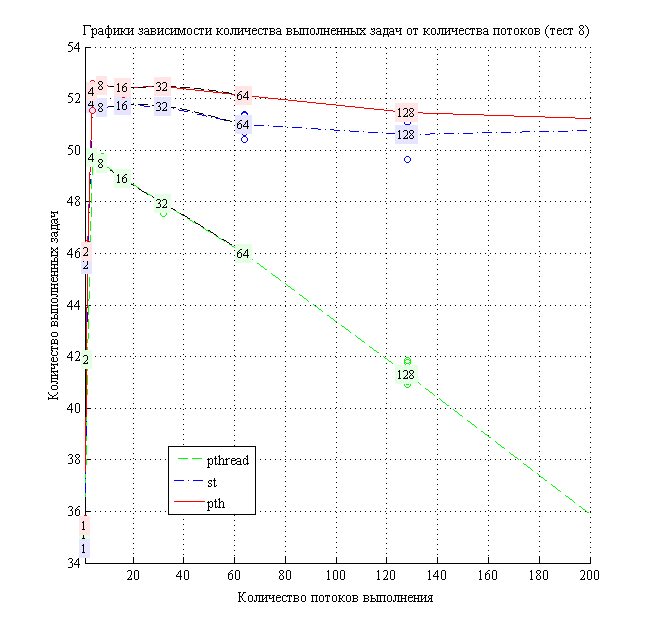 Графики зависимости количества выполненных задач от количества потоков (тест 8)
Количество выполненных задач
54
52
50
48
46
44
42
40
38
36
34
4 8 16 32 64 128
4 8 16 32 64 128
4 8 16 32 64 128
2
2
2
1
1
pthread
st
pth
20 40 60 80 100 120 140 160 180 200
Количество потоков выполнения